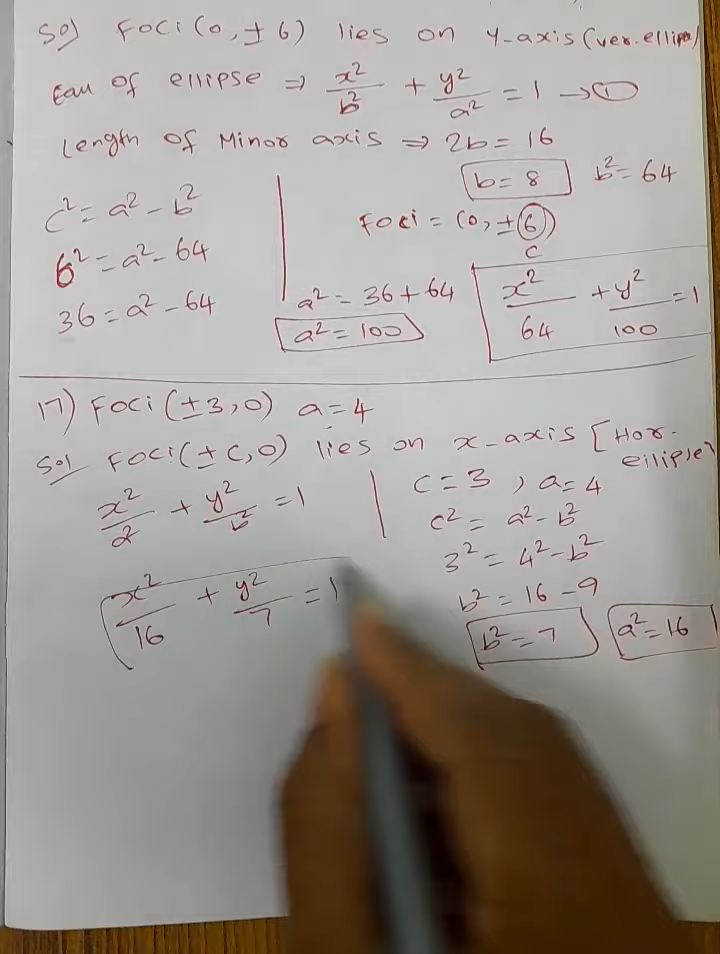 Sol Foci (0, ±6) lies on y-axis (ver. ellipse)
Eqn of ellipse ⇒ x²/b² + y²/a² = 1 → ①
Length of Minor axis ⇒ 2b = 16
b = 8 b² = 64
c² = a² - b²
6² = a² - 64
36 = a² - 64
Foci = (0, ±6)
c
a² = 36 + 64
a² = 100
x²/64 + y²/100 = 1
17) Foci (±3, 0) a = 4
Sol Foci (±c, 0) lies on x-axis [Hor. ellipse]
x²/a² + y²/b² = 1
x²/16 + y²/7 = 1
c = 3, a = 4
c² = a² - b²
3² = 4² - b²
b² = 16 - 9
b² = 7 a² = 16